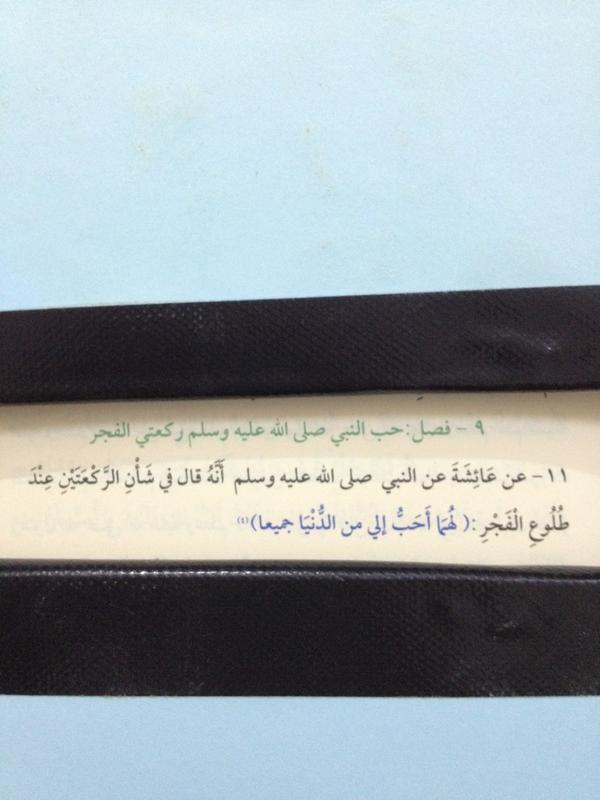 ٩ - فصل: حب النبي صلى الله عليه وسلم ركعتي الفجر
١١- عن عَائِشَةَ عن النبي صلى الله عليه وسلم أَنَّهُ قال في شَأْنِ الرَّكْعَتَيْنِ عِنْدَ
طُلُوعِ الْفَجْرِ :( لَهُمَا أَحَبُّ إلي من الدُّنْيَا جميعا)